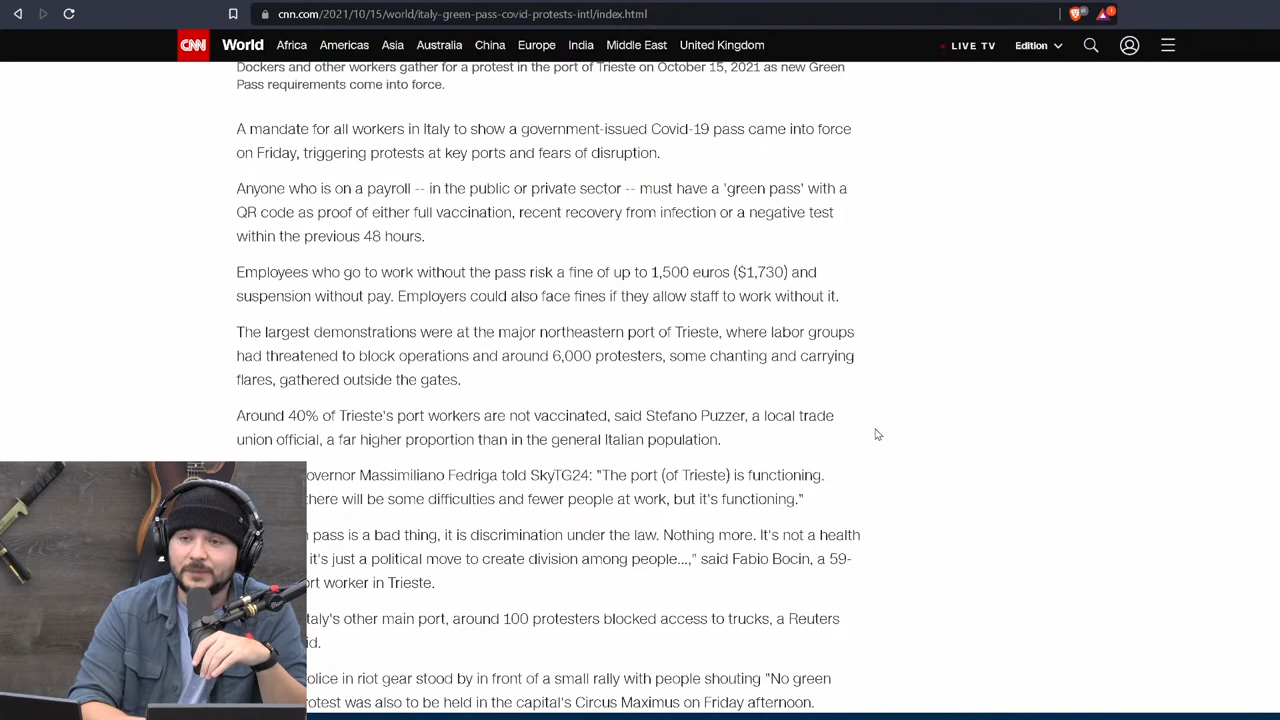 cnn.com/2021/10/15/world/italy-green-pass-covid-protests-intl/index.html
CNN World Africa Americas Asia Australia China Europe India Middle East United Kingdom LIVE TV Edition
Dockers and other workers gather for a protest in the port of Trieste on October 15, 2021 as new Green
Pass requirements come into force.
A mandate for all workers in Italy to show a government-issued Covid-19 pass came into force
on Friday, triggering protests at key ports and fears of disruption.
Anyone who is on a payroll -- in the public or private sector -- must have a 'green pass' with a
QR code as proof of either full vaccination, recent recovery from infection or a negative test
within the previous 48 hours.
Employees who go to work without the pass risk a fine of up to 1,500 euros ($1,730) and
suspension without pay. Employers could also face fines if they allow staff to work without it.
The largest demonstrations were at the major northeastern port of Trieste, where labor groups
had threatened to block operations and around 6,000 protesters, some chanting and carrying
flares, gathered outside the gates.
Around 40% of Trieste's port workers are not vaccinated, said Stefano Puzzer, a local trade
union official, a far higher proportion than in the general Italian population.
overnor Massimiliano Fedriga told SkyTG24: "The port (of Trieste) is functioning.
here will be some difficulties and fewer people at work, but it's functioning."
pass is a bad thing, it is discrimination under the law. Nothing more. It's not a health
it's just a political move to create division among people...," said Fabio Bocin, a 59-
rt worker in Trieste.
taly's other main port, around 100 protesters blocked access to trucks, a Reuters
id.
olice in riot gear stood by in front of a small rally with people shouting "No green
rotest was also to be held in the capital's Circus Maximus on Friday afternoon.